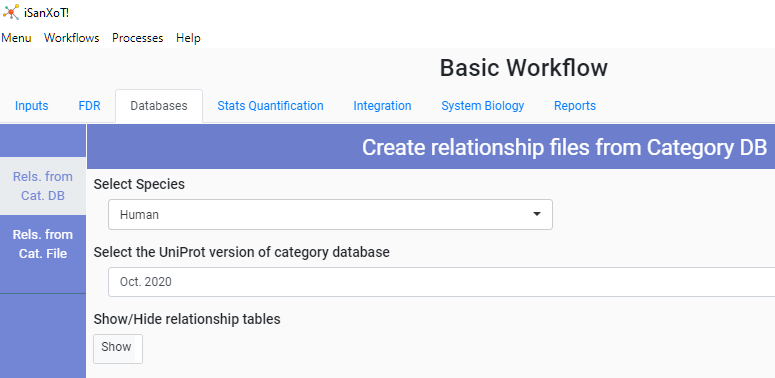 iSanXoT!
Menu Workflows Processes Help
Basic Workflow
Inputs FDR Databases Stats Quantification Integration System Biology Reports
Create relationship files from Category DB
Rels. from
Cat. DB
Select Species
Human
Rels. from
Cat. File
Select the UniProt version of category database
Oct. 2020
Show/Hide relationship tables
Show